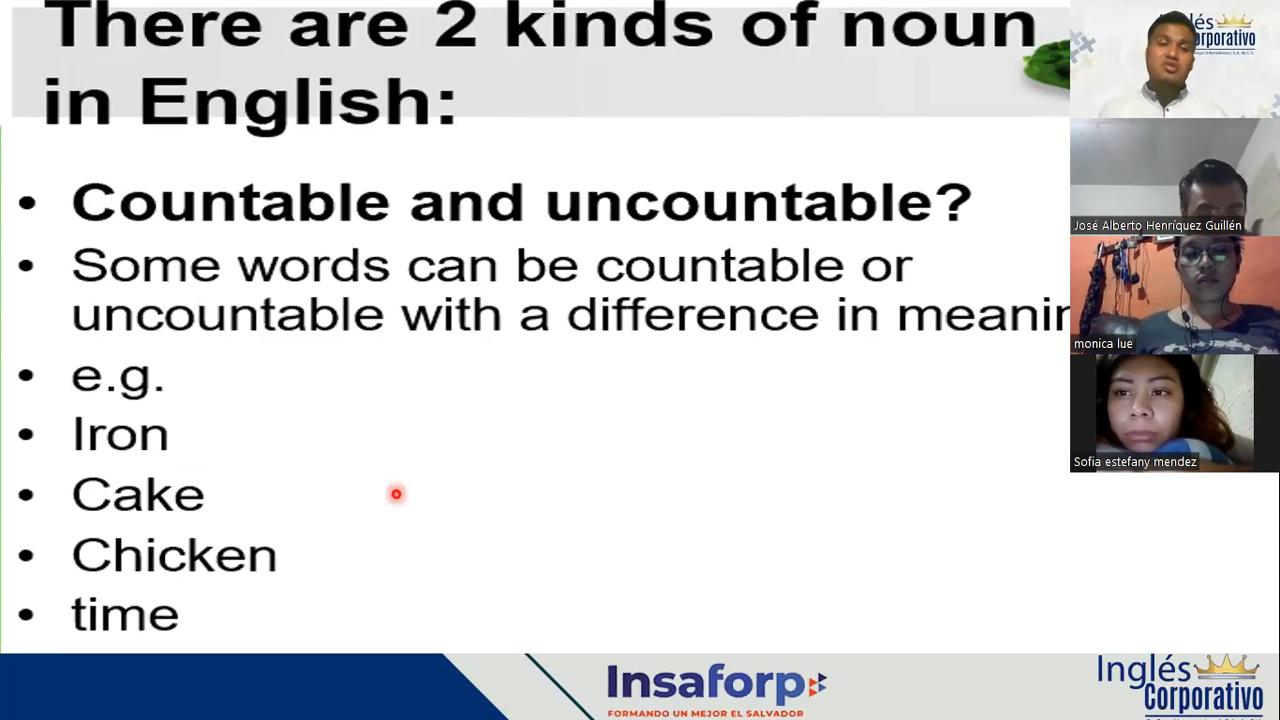 There are 2 kinds of noun
in English:
• Countable and uncountable?
• Some words can be countable or
uncountable with a difference in meanin
• e.g.
• Iron
• Cake
• Chicken
• time
Insaforp
FORMANDO UN MEJOR EL SALVADOR
Inglés
Corporativo
José Alberto Henríquez Guillén
monica lue
Sofia estefany mendez